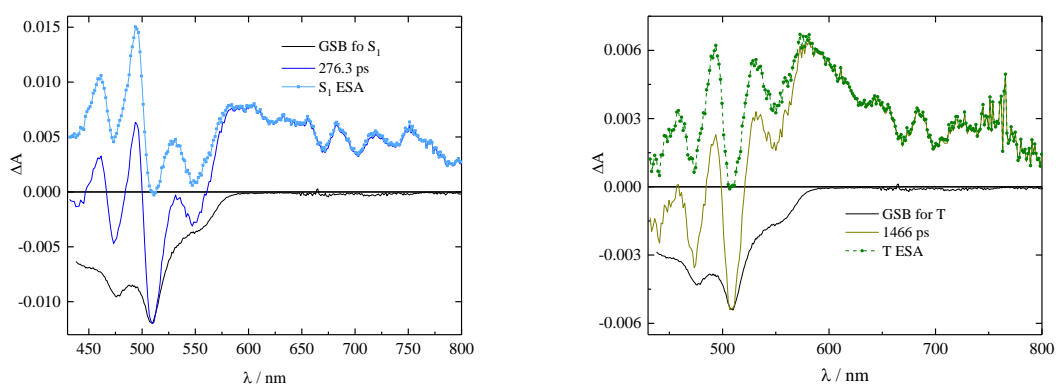 0.015
0.010
0.005
0.000
-0.005
-0.010
ΔA
450 500 550 600 650 700 750 800
λ / nm
GSB fo S1
276.3 ps
S1 ESA
0.006
0.003
0.000
-0.003
-0.006
ΔA
500 600 700 800
λ / nm
GSB for T
1466 ps
T ESA